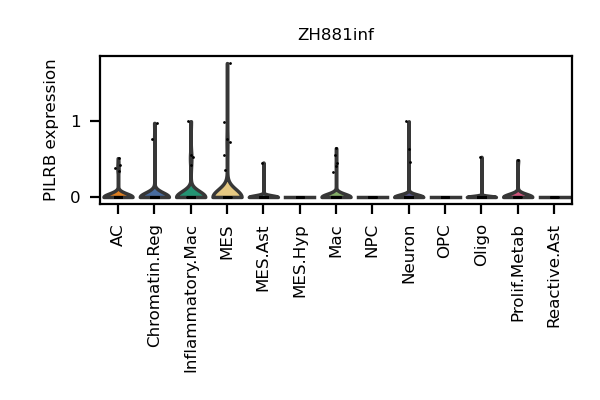 ZH881inf
PILRB expression
1
0
AC
Chromatin.Reg
Inflammatory.Mac
MES
MES.Ast
MES.Hyp
Mac
NPC
Neuron
OPC
Oligo
Prolif.Metab
Reactive.Ast